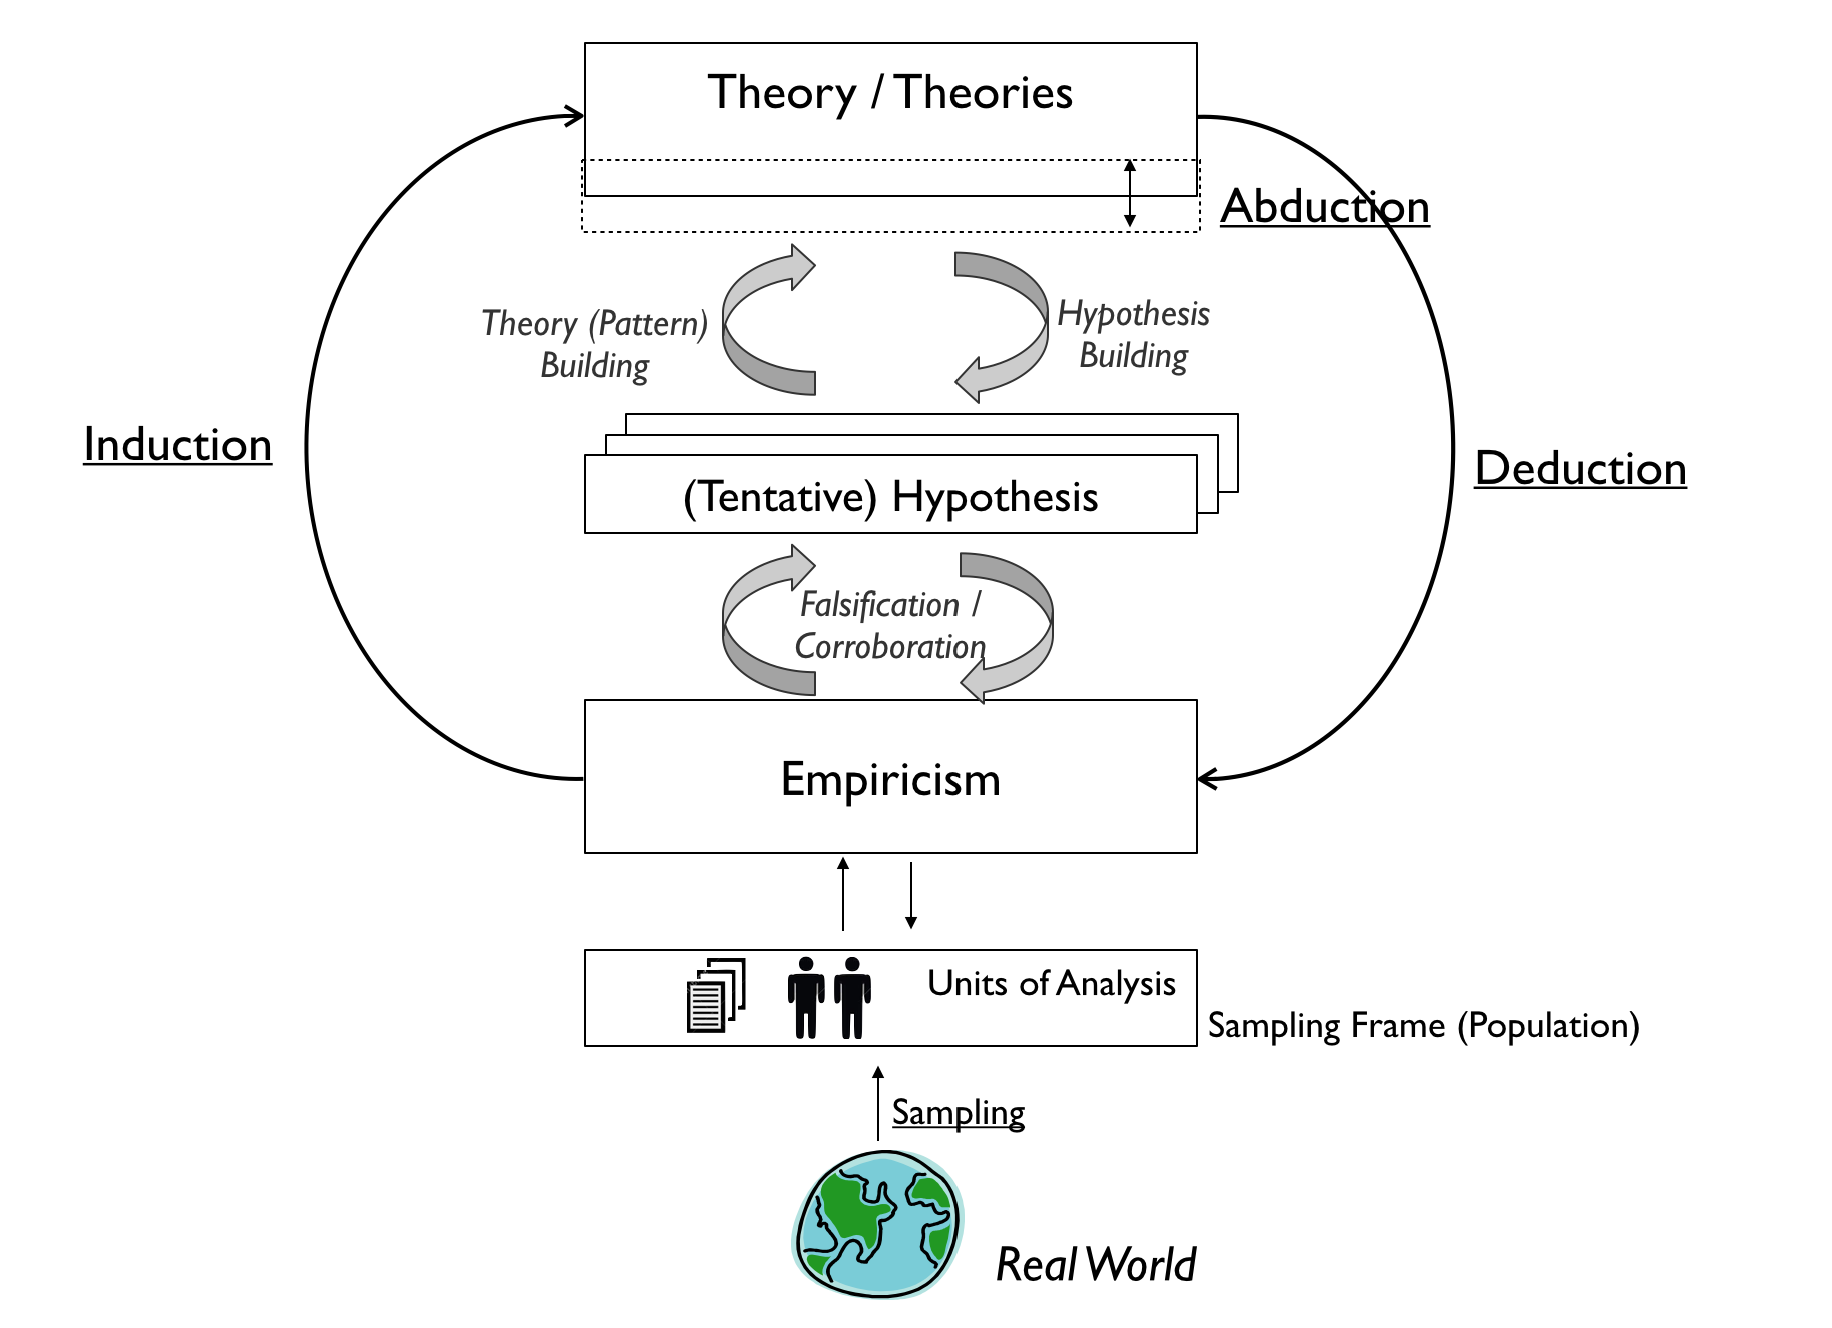 Theory / Theories
Abduction
Theory (Pattern)
Building
Hypothesis
Building
Induction
Deduction
(Tentative) Hypothesis
Falsification /
Corroboration
Empiricism
Units of Analysis
Sampling Frame (Population)
Sampling
Real World